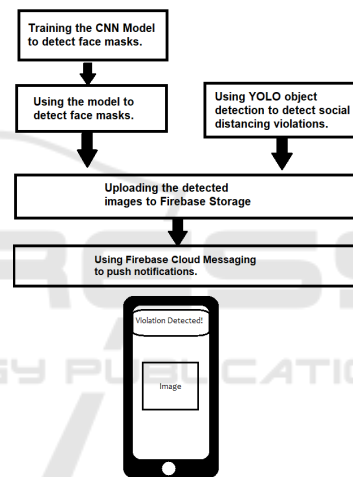 Training the CNN Model
to detect face masks.
Using the model to
detect face masks.
Using YOLO object
detection to detect social
distancing violations.
Uploading the detected
images to Firebase Storage
Using Firebase Cloud Messaging
to push notifications.
Violation Detected!
Image